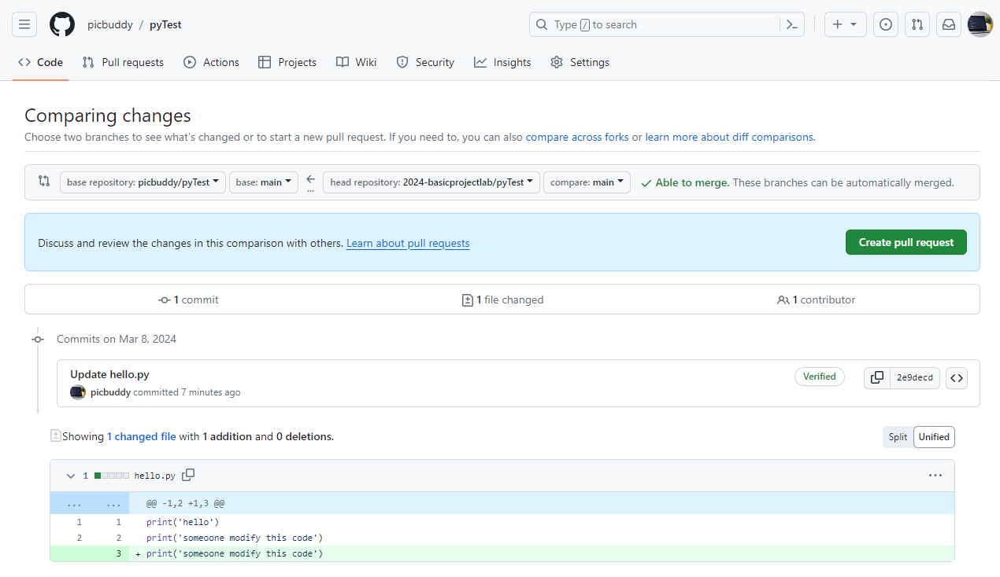 picbuddy / pyTest
Type / to search
Code Pull requests Actions Projects Wiki Security Insights Settings
Comparing changes
Choose two branches to see what's changed or to start a new pull request. If you need to, you can also compare across forks or learn more about diff comparisons.
base repository: picbuddy/pyTest base: main ... head repository: 2024-basicprojectlab/pyTest compare: main Able to merge. These branches can be automatically merged.
Discuss and review the changes in this comparison with others. Learn about pull requests Create pull request
1 commit 1 file changed 1 contributor
Commits on Mar 8, 2024
Update hello.py Verified 2e9decd
picbuddy committed 7 minutes ago
Showing 1 changed file with 1 addition and 0 deletions. Split Unified
1 hello.py
... ... @@ -1,2 +1,3 @@
1 1 print('hello')
2 2 print('someoone modify this code')
3 + print('someoone modify this code')